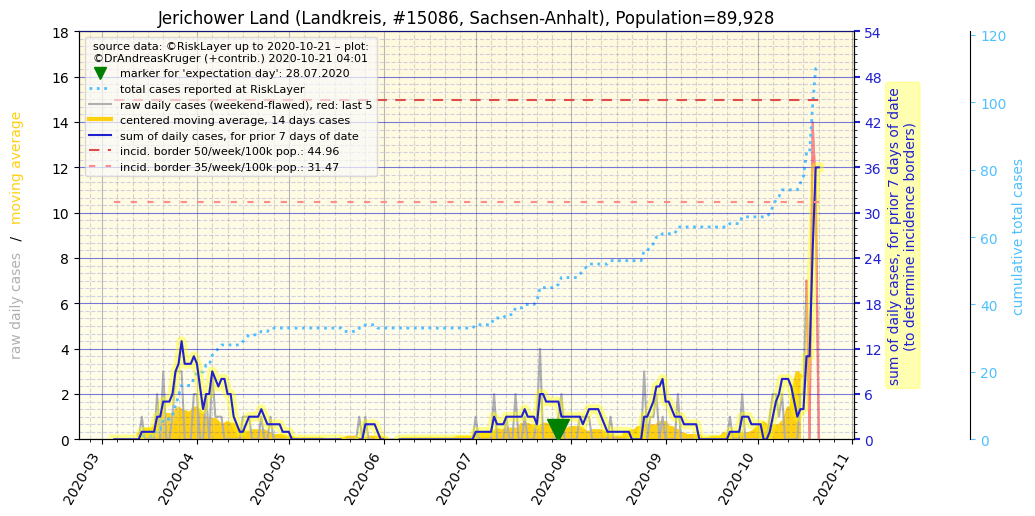 Jerichower Land (Landkreis, #15086, Sachsen-Anhalt), Population=89,928
source data: ©RiskLayer up to 2020-10-21 – plot:
©DrAndreasKruger (+contrib.) 2020-10-21 04:01
marker for 'expectation day': 28.07.2020
total cases reported at RiskLayer
raw daily cases (weekend-flawed), red: last 5
centered moving average, 14 days cases
sum of daily cases, for prior 7 days of date
incid. border 50/week/100k pop.: 44.96
incid. border 35/week/100k pop.: 31.47
raw daily cases / moving average
18
16
14
12
10
8
6
4
2
0
2020-03
2020-04
2020-05
2020-06
2020-07
2020-08
2020-09
2020-10
2020-11
54
48
42
36
30
24
18
12
6
0
sum of daily cases, for prior 7 days of date
(to determine incidence borders)
120
100
80
60
40
20
0
cumulative total cases